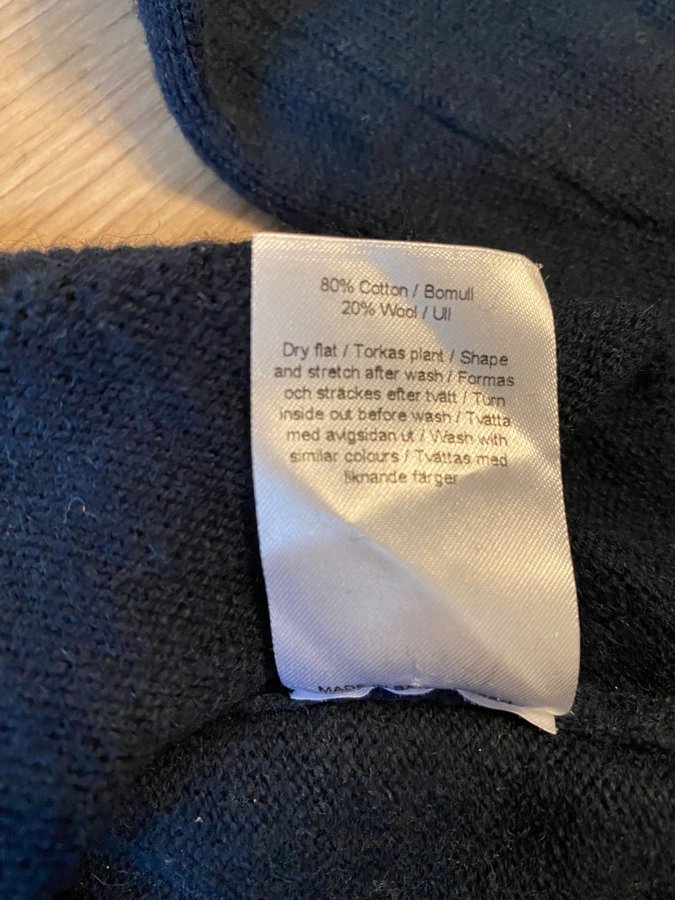 80% Cotton / Bomull
20% Wool / Ull
Dry flat / Torkas plant / Shape
and stretch after wash / Formas
och sträckes efter tvätt / Turn
inside out before wash / Tvätta
med avigsidan ut / Wash with
similar colours / Tvättas med
liknande färger
MADE